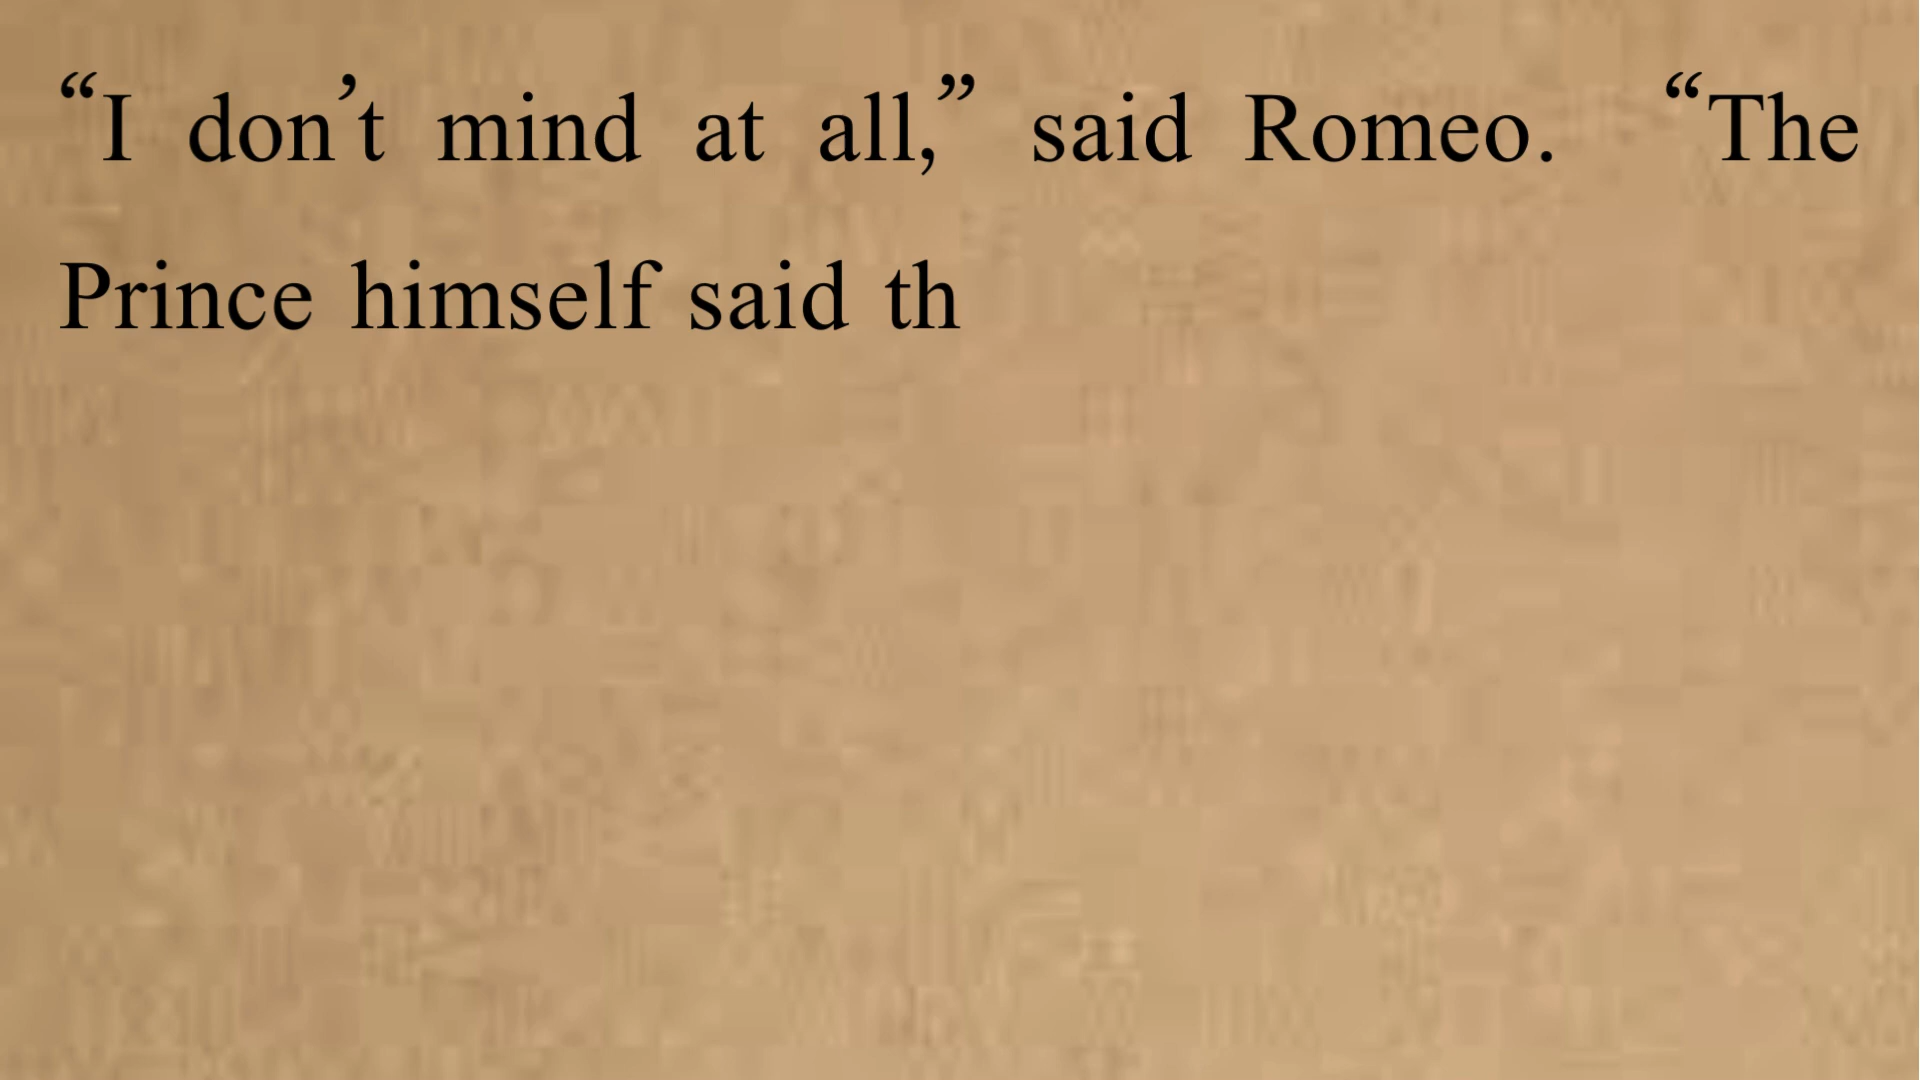 “I don’t mind at all,” said Romeo. “The
Prince himself said th